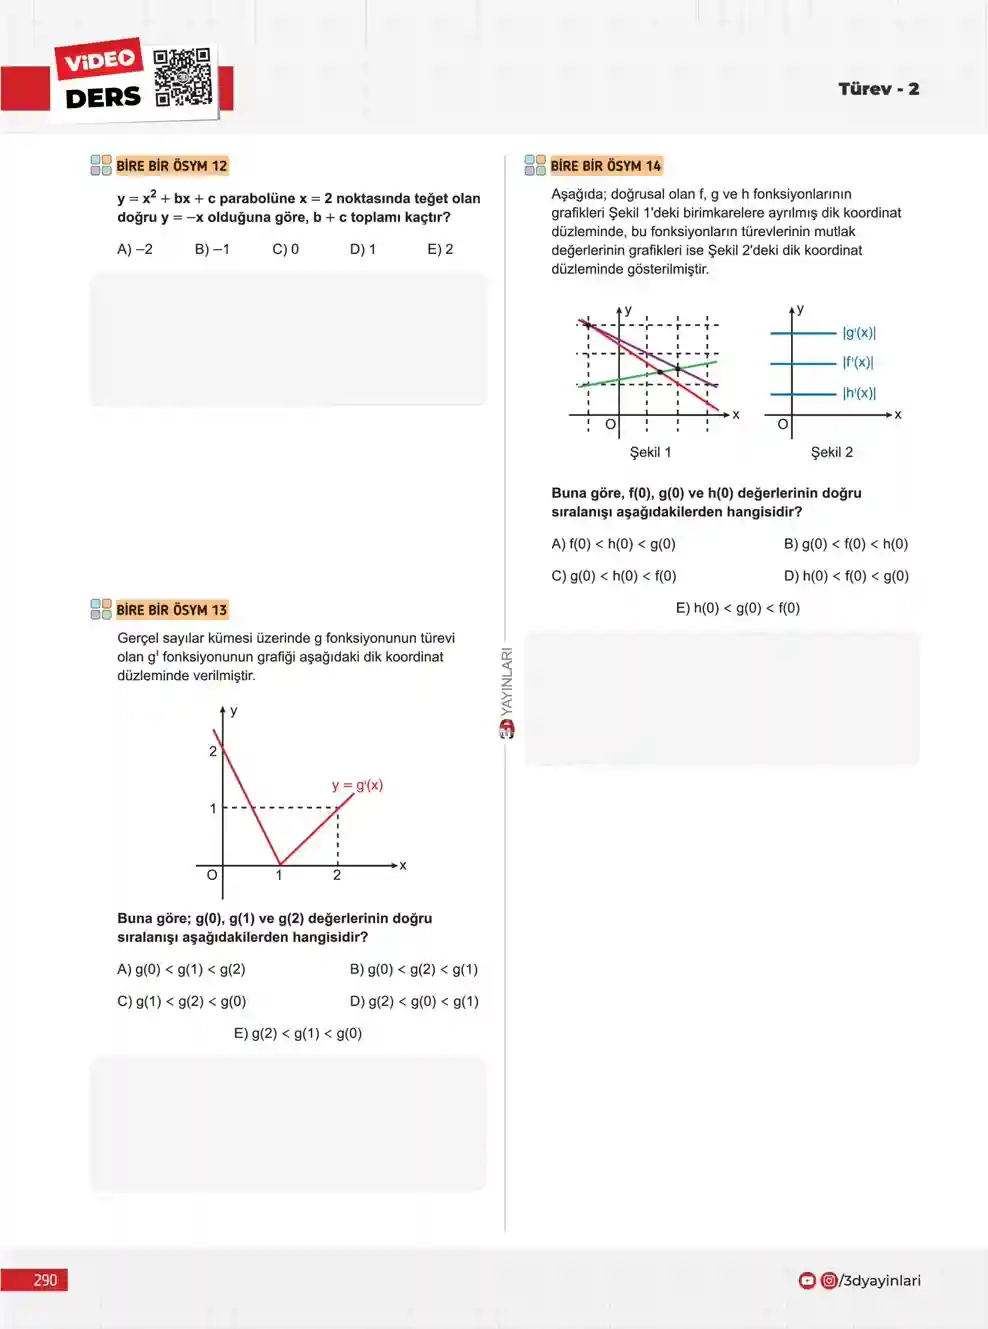 VİDEO
DERS
Türev - 2
BİRE BİR ÖSYM 12
y = x² + bx + c parabolüne x = 2 noktasında teğet olan
doğru y = –x olduğuna göre, b + c toplamı kaçtır?
A) –2 B) –1 C) 0 D) 1 E) 2
BİRE BİR ÖSYM 13
Gerçel sayılar kümesi üzerinde g fonksiyonunun türevi
olan g' fonksiyonunun grafiği aşağıdaki dik koordinat
düzleminde verilmiştir.
y
2
y = g'(x)
1
O 1 2 x
Buna göre; g(0), g(1) ve g(2) değerlerinin doğru
sıralanışı aşağıdakilerden hangisidir?
A) g(0) < g(1) < g(2) B) g(0) < g(2) < g(1)
C) g(1) < g(2) < g(0) D) g(2) < g(0) < g(1)
E) g(2) < g(1) < g(0)
3D YAYINLARI
BİRE BİR ÖSYM 14
Aşağıda; doğrusal olan f, g ve h fonksiyonlarının
grafikleri Şekil 1'deki birimkarelere ayrılmış dik koordinat
düzleminde, bu fonksiyonların türevlerinin mutlak
değerlerinin grafikleri ise Şekil 2'deki dik koordinat
düzleminde gösterilmiştir.
y
x
O
Şekil 1
y
|g'(x)|
|f'(x)|
|h'(x)|
x
O
Şekil 2
Buna göre, f(0), g(0) ve h(0) değerlerinin doğru
sıralanışı aşağıdakilerden hangisidir?
A) f(0) < h(0) < g(0) B) g(0) < f(0) < h(0)
C) g(0) < h(0) < f(0) D) h(0) < f(0) < g(0)
E) h(0) < g(0) < f(0)
290
/3dyayinlari